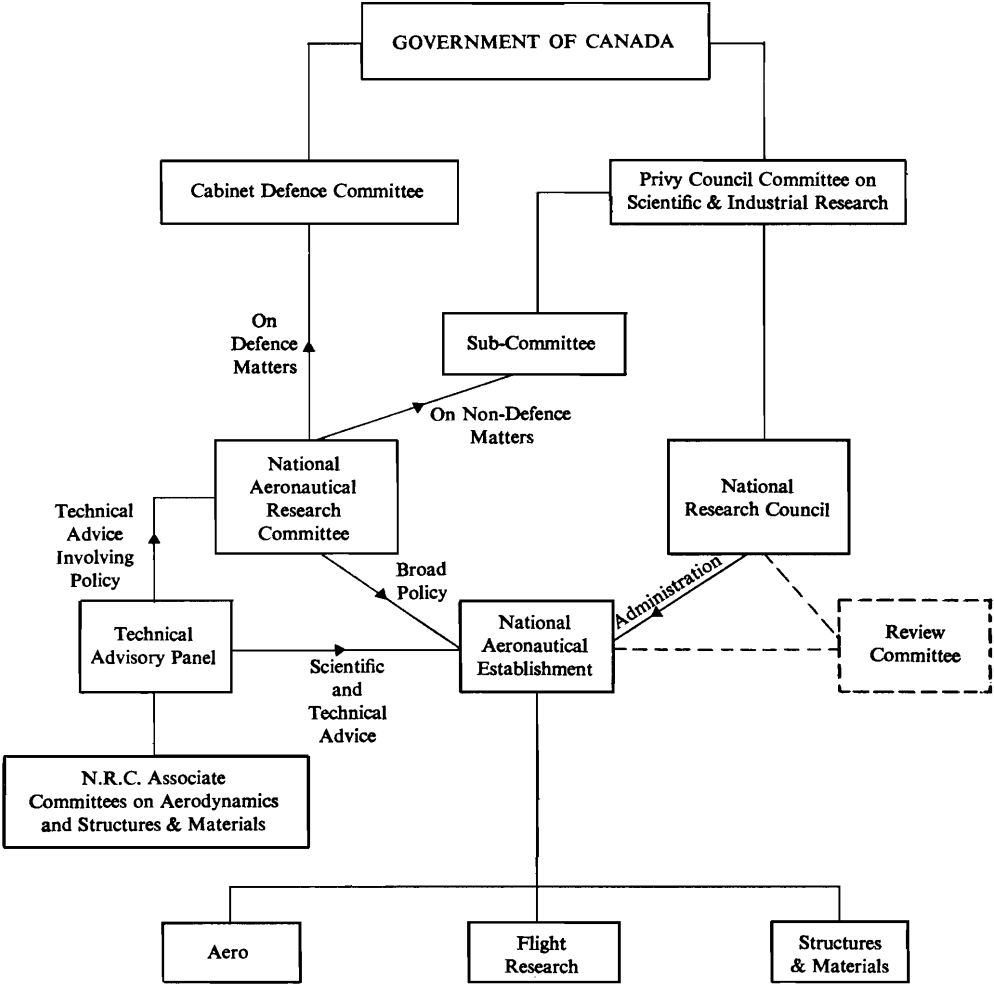 GOVERNMENT OF CANADA
Cabinet Defence Committee
Privy Council Committee on
Scientific & Industrial Research
On
Defence
Matters
Sub-Committee
On Non-Defence
Matters
National
Aeronautical
Research
Committee
National
Research Council
Technical
Advice
Involving
Policy
Broad
Policy
Administration
Technical
Advisory Panel
National
Aeronautical
Establishment
Review
Committee
Scientific
and
Technical
Advice
N.R.C. Associate
Committees on Aerodynamics
and Structures & Materials
Aero
Flight
Research
Structures
& Materials